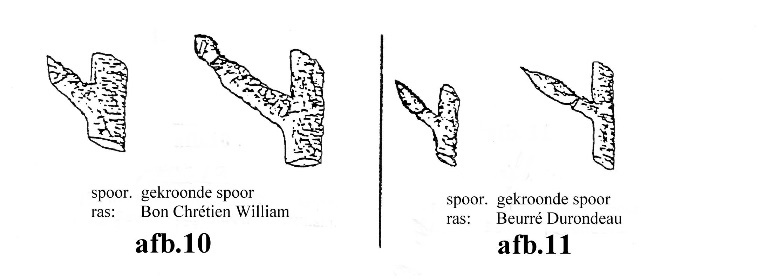 spoor. gekroonde spoor
ras: Bon Chrétien William
afb.10
spoor. gekroonde spoor
ras: Beurré Durondeau
afb.11